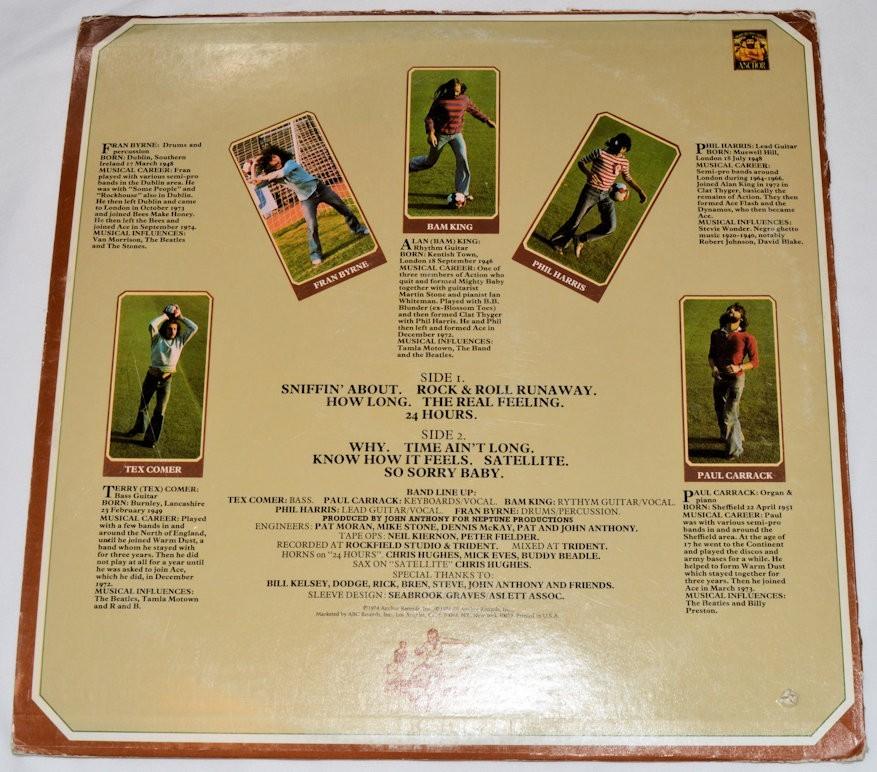 ANCHOR
FRAN BYRNE: Drums and
percussion
BORN: Dublin, Southern
Ireland 17 March 1948
MUSICAL CAREER: Fran
played with various semi-pro
bands in the Dublin area. He
was with "Some People" and
"Rockhouse" also in Dublin.
He then left Dublin and came
to London in October 1973
and joined Bees Make Honey.
He then left the Bees and
joined Ace in September 1974.
MUSICAL INFLUENCES:
Van Morrison, The Beatles
and The Stones.
FRAN BYRNE
BAM KING
ALAN (BAM) KING:
Rhythm Guitar
BORN: Kentish Town,
London 18 September 1946
MUSICAL CAREER: One of
three members of Action who
quit and formed Mighty Baby
together with guitarist
Martin Stone and pianist Ian
Whiteman. Played with B.B.
Blunder (ex-Blossom Toes)
and then formed Clat Thyger
with Phil Harris. He and Phil
then left and formed Ace in
December 1972.
MUSICAL INFLUENCES:
Tamla Motown, The Band
and the Beatles.
PHIL HARRIS
PHIL HARRIS: Lead Guitar
BORN: Muswell Hill,
London 18 July 1948
MUSICAL CAREER:
Semi-pro bands around
London during 1964-1966.
Joined Alan King in 1972 in
Clat Thyger, basically the
remains of Action. They then
formed Ace Flash and the
Dynamos, who then became
Ace.
MUSICAL INFLUENCES:
Stevie Wonder. Negro ghetto
music 1920-1940, notably
Robert Johnson, David Blake.
TEX COMER
TERRY (TEX) COMER:
Bass Guitar
BORN: Burnley, Lancashire
23 February 1949
MUSICAL CAREER: Played
with a few bands in and
around the North of England,
until he joined Warm Dust, a
band whom he stayed with
for three years. Then he did
not play at all for a year until
he was asked to join Ace,
which he did, in December
1972.
MUSICAL INFLUENCES:
The Beatles, Tamla Motown
and R and B.
SIDE 1.
SNIFFIN' ABOUT. ROCK & ROLL RUNAWAY.
HOW LONG. THE REAL FEELING.
24 HOURS.
SIDE 2.
WHY. TIME AIN'T LONG.
KNOW HOW IT FEELS. SATELLITE.
SO SORRY BABY.
BAND LINE UP:
TEX COMER: BASS. PAUL CARRACK: KEYBOARDS/VOCAL. BAM KING: RYTHYM GUITAR/VOCAL.
PHIL HARRIS: LEAD GUITAR/VOCAL. FRAN BYRNE: DRUMS/PERCUSSION.
PRODUCED BY JOHN ANTHONY FOR NEPTUNE PRODUCTIONS
ENGINEERS: PAT MORAN, MIKE STONE, DENNIS McKAY, PAT AND JOHN ANTHONY.
TAPE OPS: NEIL KIERNON, PETER FIELDER.
RECORDED AT ROCKFIELD STUDIO & TRIDENT. MIXED AT TRIDENT.
HORNS on "24 HOURS". CHRIS HUGHES, MICK EVES, BUDDY BEADLE.
SAX ON "SATELLITE" CHRIS HUGHES.
SPECIAL THANKS TO:
BILL KELSEY, DODGE, RICK, BREN, STEVE, JOHN ANTHONY AND FRIENDS.
SLEEVE DESIGN: SEABROOK/GRAVES/ASLETT ASSOC.
℗1974 Anchor Records, Inc. ©1974 Anchor Records, Inc.
Marketed by ABC Records, Inc., Los Angeles, New York, Printed in U.S.A.
PAUL CARRACK
PAUL CARRACK: Organ &
piano
BORN: Sheffield 22 April 1951
MUSICAL CAREER: Paul
was with various semi-pro
bands in and around the
Sheffield area. At the age of
17 he went to the Continent
and played the discos and
army bases for a while. He
helped to form Warm Dust
which stayed together for
three years. Then he joined
Ace in March 1973.
MUSICAL INFLUENCES:
The Beatles and Billy
Preston.